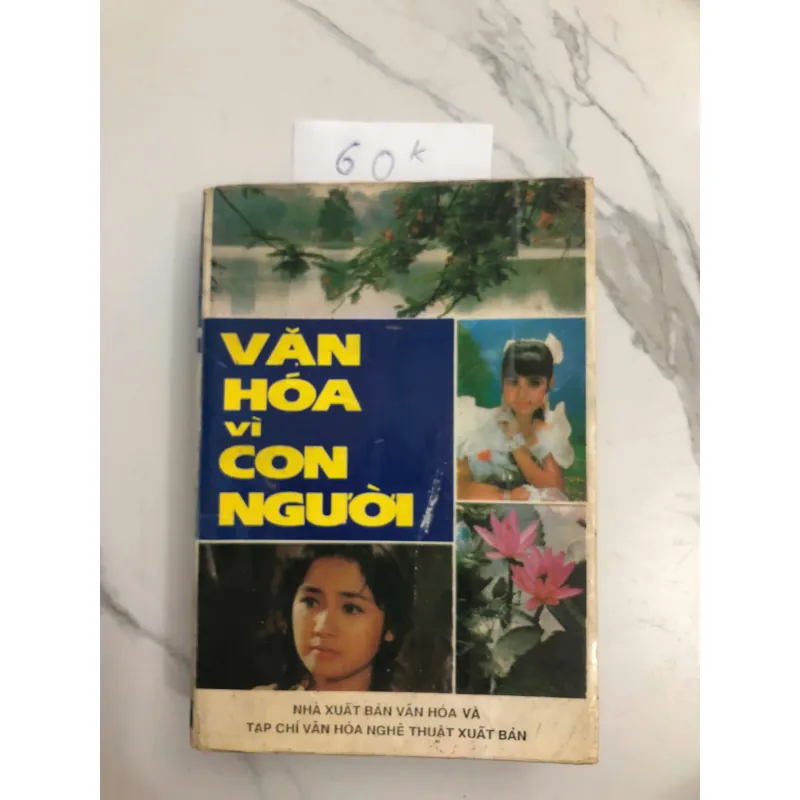 60k
VĂN
HÓA
vì
CON
NGƯỜI
NHÀ XUẤT BẢN VĂN HÓA VÀ
TẠP CHÍ VĂN HÓA NGHỆ THUẬT XUẤT BẢN